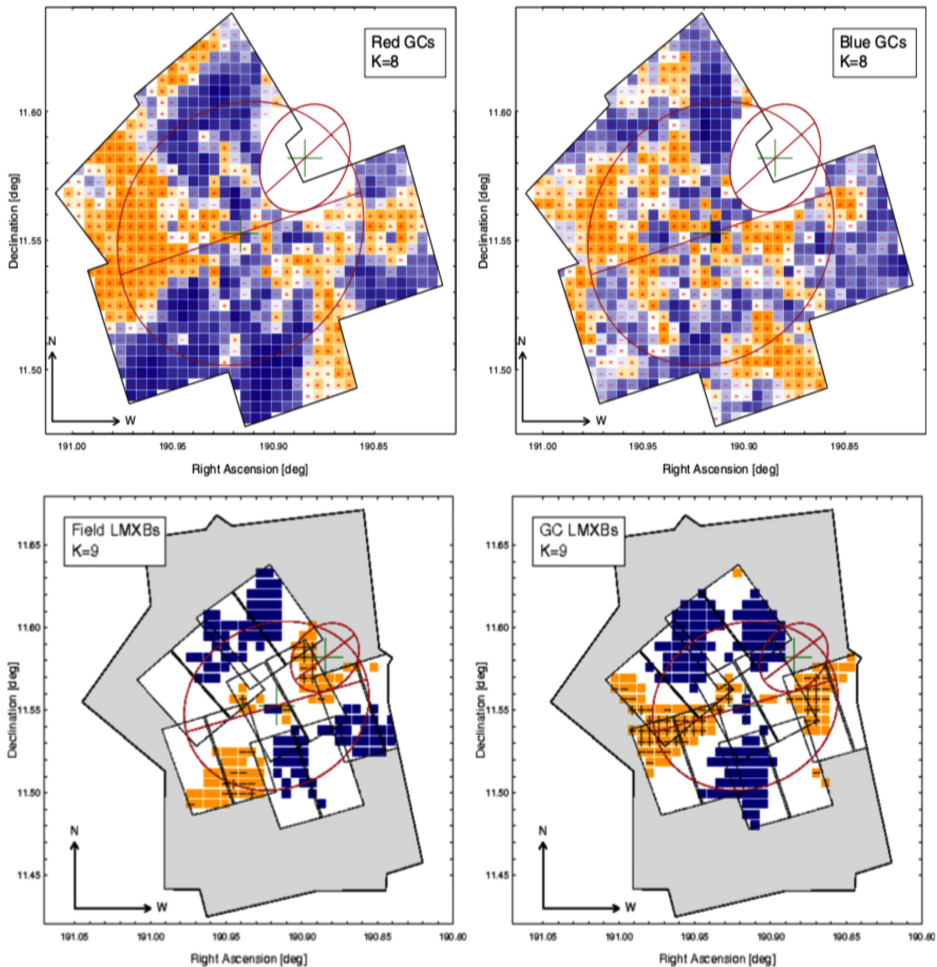 Red GCs
K=8
11.60
11.55
11.50
Declination [deg]
N
W
191.00
190.95
190.90
190.85
Right Ascension [deg]
Blue GCs
K=8
11.60
11.55
11.50
Declination [deg]
N
W
191.00
190.95
190.90
190.85
Right Ascension [deg]
Field LMXBs
K=9
11.65
11.60
11.55
11.50
11.45
Declination [deg]
N
W
191.05
191.00
190.95
190.90
190.85
190.80
Right Ascension [deg]
GC LMXBs
K=9
11.65
11.60
11.55
11.50
11.45
Declination [deg]
N
W
191.05
191.00
190.95
190.90
190.85
190.80
Right Ascension [deg]